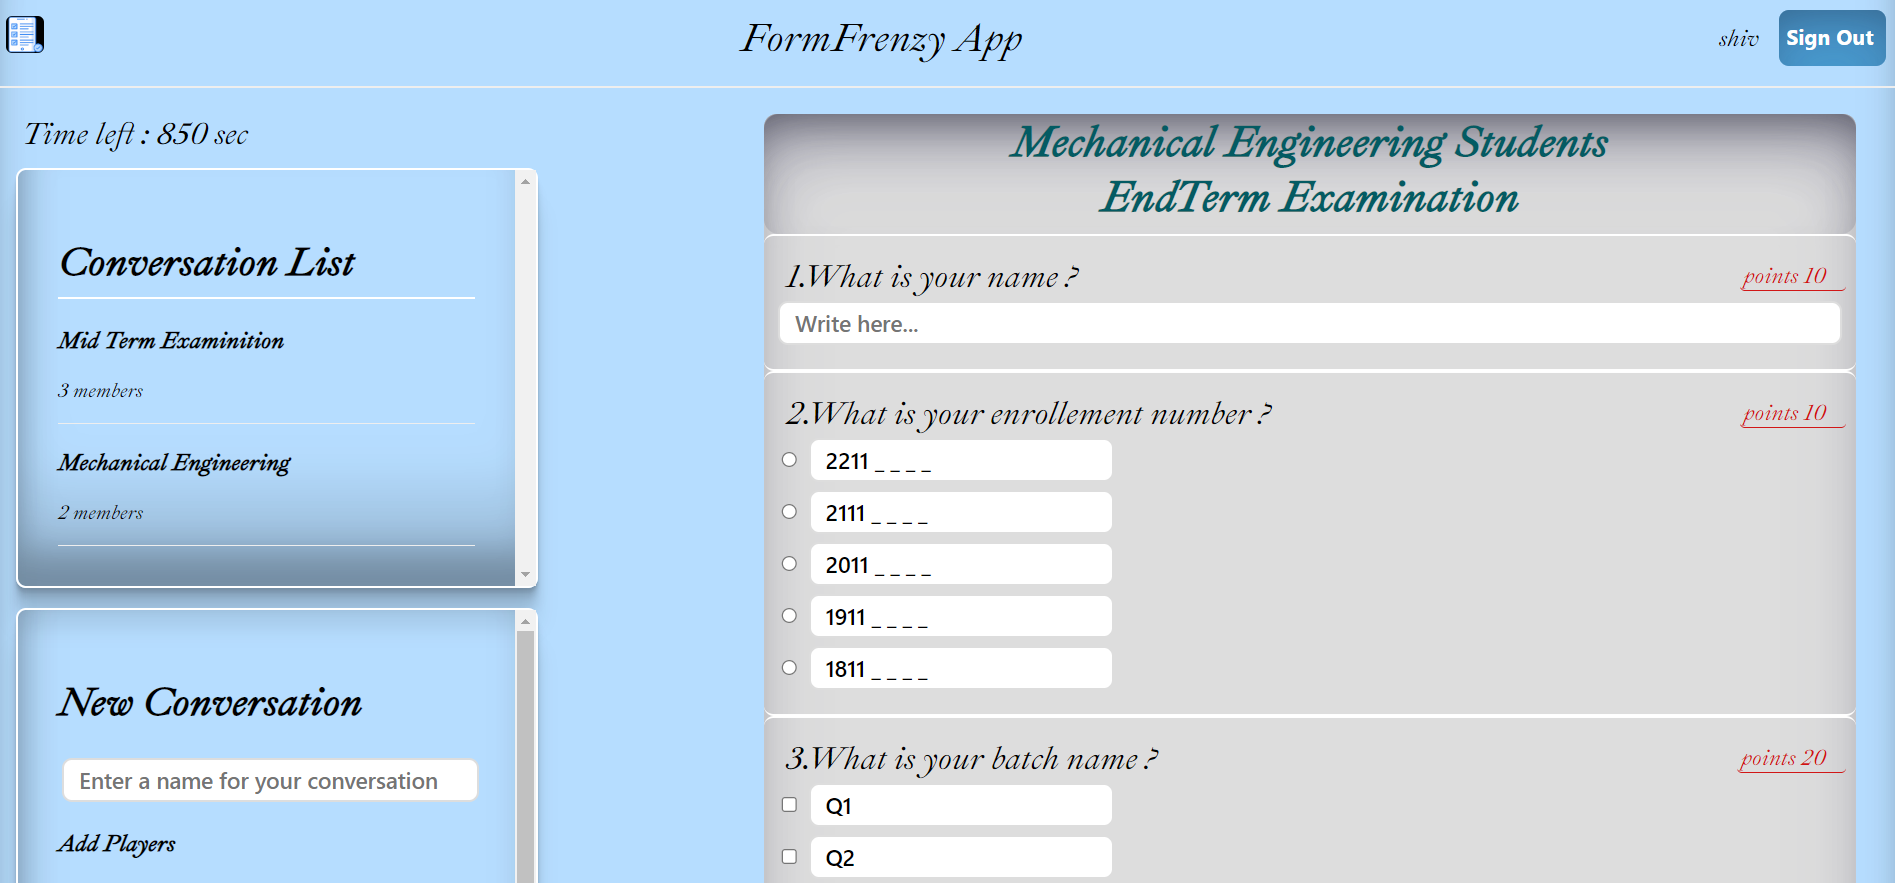 FormFrenzy App
shiv
Sign Out
Time left : 850 sec
Conversation List
Mid Term Examinition
3 members
Mechanical Engineering
2 members
New Conversation
Enter a name for your conversation
Add Players
Mechanical Engineering Students
EndTerm Examination
1.What is your name ?
points 10
Write here...
2.What is your enrollement number ?
points 10
2211 _ _ _ _
2111 _ _ _ _
2011 _ _ _ _
1911 _ _ _ _
1811 _ _ _ _
3.What is your batch name ?
points 20
Q1
Q2